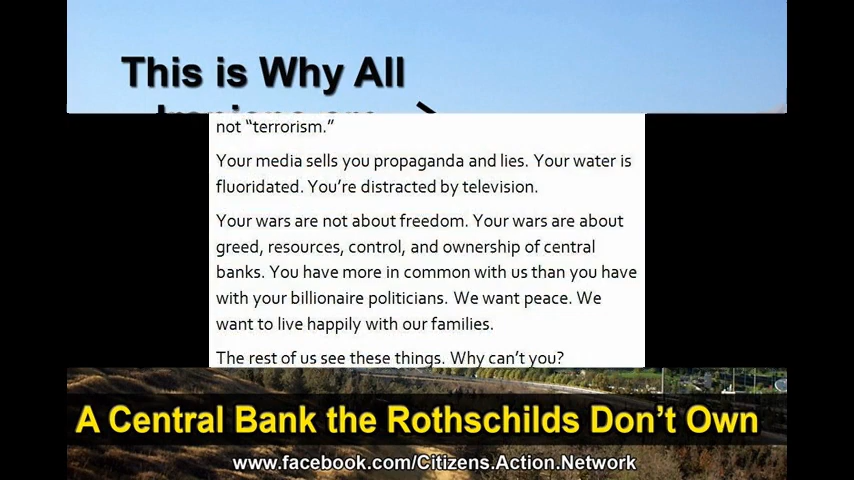 This is Why All
not “terrorism.”
Your media sells you propaganda and lies. Your water is
fluoridated. You’re distracted by television.
Your wars are not about freedom. Your wars are about
greed, resources, control, and ownership of central
banks. You have more in common with us than you have
with your billionaire politicians. We want peace. We
want to live happily with our families.
The rest of us see these things. Why can’t you?
A Central Bank the Rothschilds Don’t Own
www.facebook.com/Citizens.Action.Network